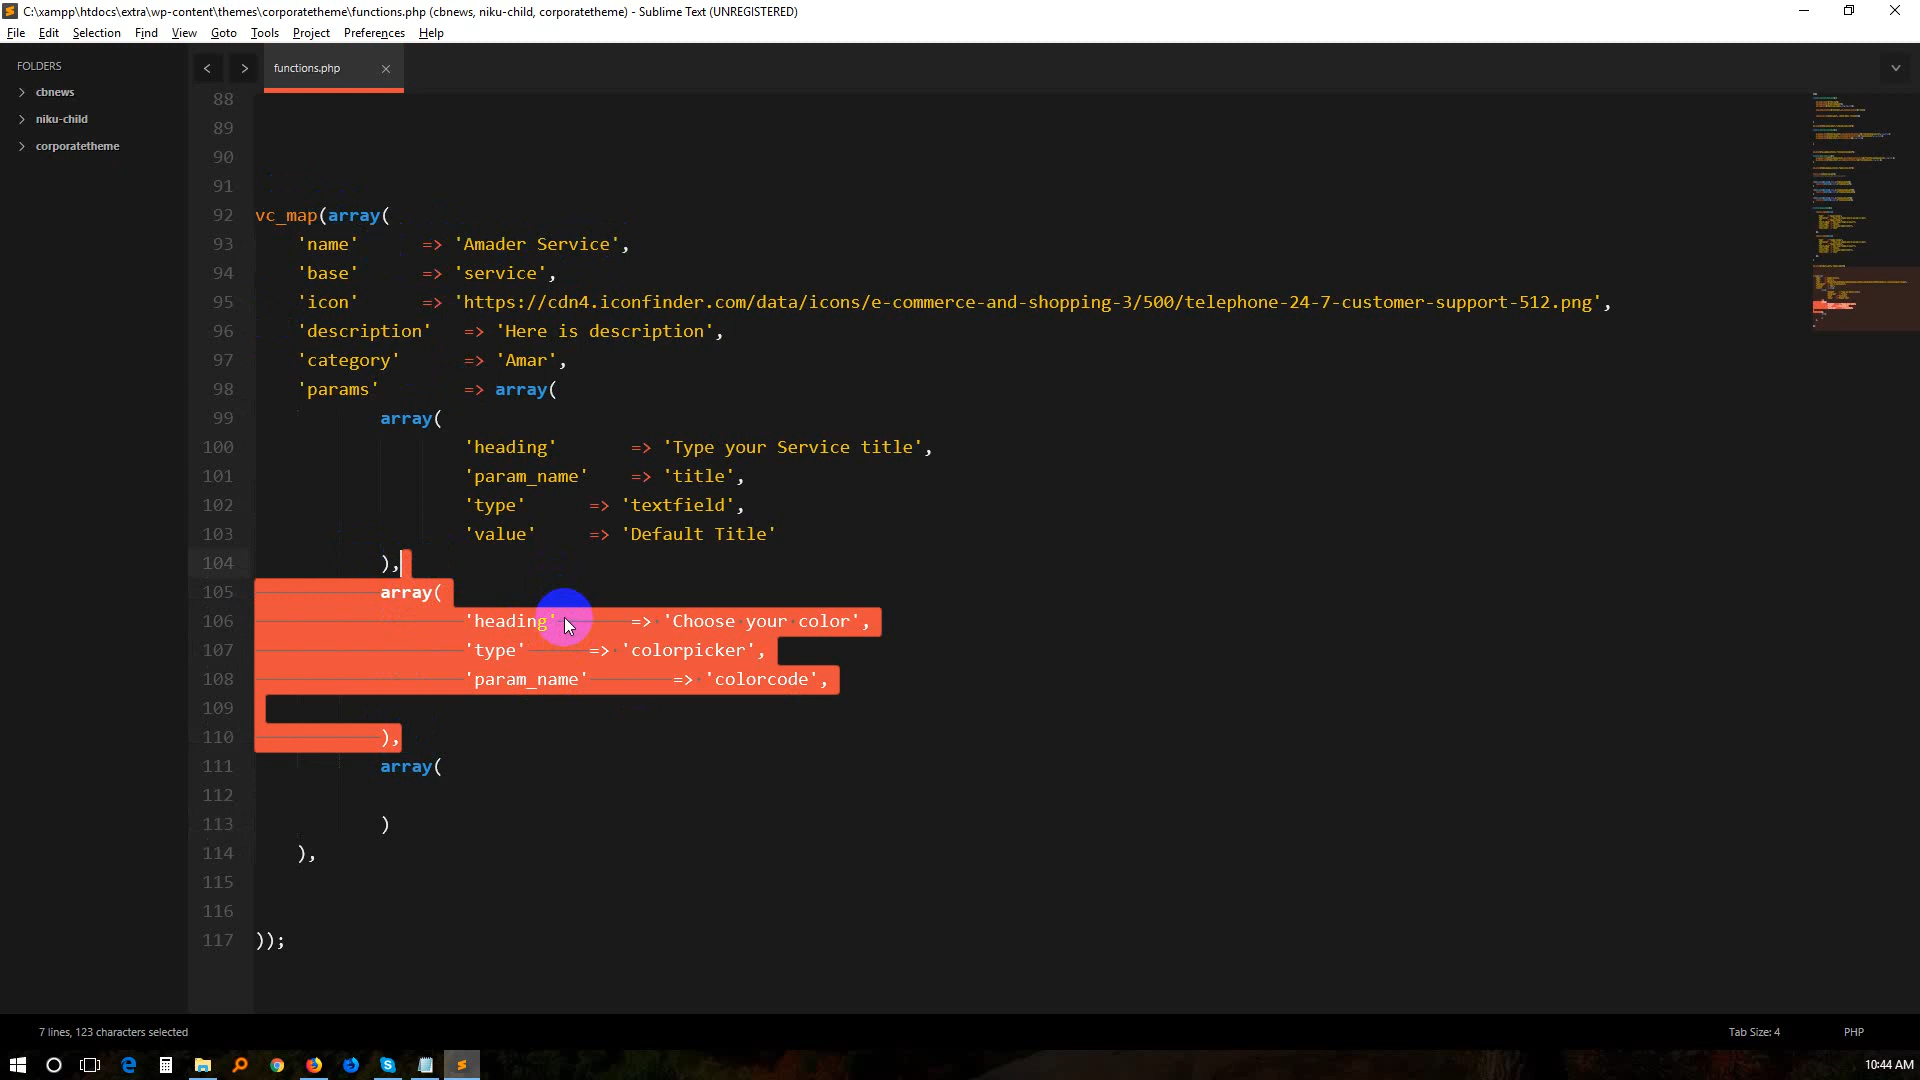 C:\xampp\htdocs\extra\wp-content\themes\corporatetheme\functions.php (cbnews, niku-child, corporatetheme) - Sublime Text (UNREGISTERED)
File Edit Selection Find View Goto Tools Project Preferences Help
FOLDERS
cbnews
niku-child
corporatetheme
functions.php
88
89
90
91
92 vc_map(array(
93 'name' => 'Amader Service',
94 'base' => 'service',
95 'icon' => 'https://cdn4.iconfinder.com/data/icons/e-commerce-and-shopping-3/500/telephone-24-7-customer-support-512.png',
96 'description' => 'Here is description',
97 'category' => 'Amar',
98 'params' => array(
99 array(
100 'heading' => 'Type your Service title',
101 'param_name' => 'title',
102 'type' => 'textfield',
103 'value' => 'Default Title'
104 ),
105 array(
106 'heading' => 'Choose your color',
107 'type' => 'colorpicker',
108 'param_name' => 'colorcode',
109
110 ),
111 array(
112
113 )
114 ),
115
116
117 ));
7 lines, 123 characters selected
Tab Size: 4
PHP
10:44 AM